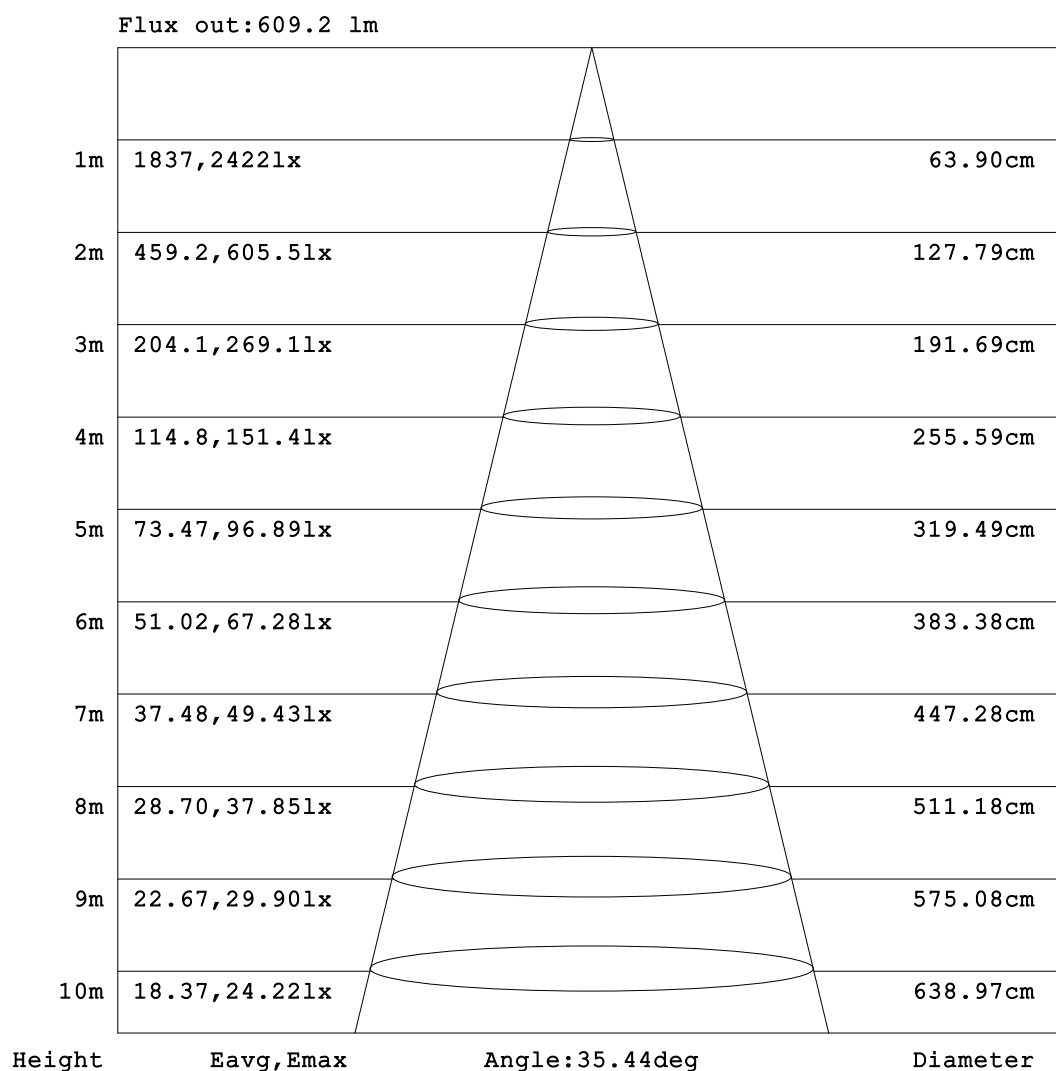 Flux out:609.2 lm
1m 1837,2422lx 63.90cm
2m 459.2,605.5lx 127.79cm
3m 204.1,269.1lx 191.69cm
4m 114.8,151.4lx 255.59cm
5m 73.47,96.89lx 319.49cm
6m 51.02,67.28lx 383.38cm
7m 37.48,49.43lx 447.28cm
8m 28.70,37.85lx 511.18cm
9m 22.67,29.90lx 575.08cm
10m 18.37,24.22lx 638.97cm
Height Eavg,Emax Angle:35.44deg Diameter